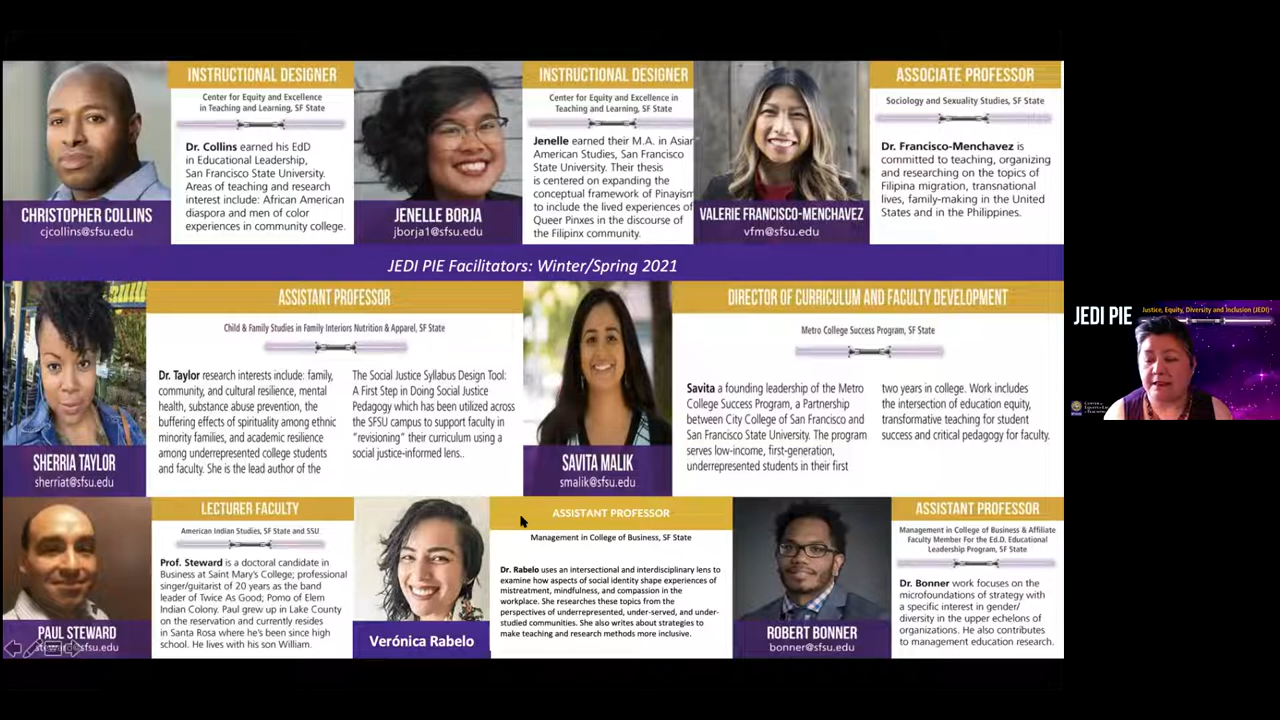 INSTRUCTIONAL DESIGNER
Center for Equity and Excellence
in Teaching and Learning, SF State
Dr. Collins earned his EdD
in Educational Leadership,
San Francisco State University.
Areas of teaching and research
interest include: African American
diaspora and men of color
experiences in community college.
CHRISTOPHER COLLINS
cjcollins@sfsu.edu
INSTRUCTIONAL DESIGNER
Center for Equity and Excellence in
Teaching and Learning, SF State
Jenelle earned their M.A. in Asian
American Studies, San Francisco
State University. Their thesis
is centered on expanding the
conceptual framework of Pinayism
to include the lived experiences of
Queer Pinxes in the discourse of
the Filipinx community.
JENELLE BORJA
jborja1@sfsu.edu
ASSOCIATE PROFESSOR
Sociology and Sexuality Studies, SF State
Dr. Francisco-Menchavez is
committed to teaching, organizing
and researching on the topics of
Filipina migration, transnational
lives, family-making in the United
States and in the Philippines.
VALERIE FRANCISCO-MENCHAVEZ
vfm@sfsu.edu
JEDI PIE Facilitators: Winter/Spring 2021
ASSISTANT PROFESSOR
Child & Family Studies in Family Interiors Nutrition & Apparel, SF State
Dr. Taylor research interests include: family,
community, and cultural resilience, mental
health, substance abuse prevention, the
buffering effects of spirituality among ethnic
minority families, and academic resilience
among underrepresented college students
and faculty. She is the lead author of the
The Social Justice Syllabus Design Tool:
A First Step in Doing Social Justice
Pedagogy which has been utilized across
the SFSU campus to support faculty in
"revisioning" their curriculum using a
social justice-informed lens..
SHERRIA TAYLOR
sherriat@sfsu.edu
DIRECTOR OF CURRICULUM AND FACULTY DEVELOPMENT
Metro College Success Program, SF State
Savita a founding leadership of the Metro
College Success Program, a Partnership
between City College of San Francisco and
San Francisco State University. The program
serves low-income, first-generation,
underrepresented students in their first
two years in college. Work includes
the intersection of education equity,
transformative teaching for student
success and critical pedagogy for faculty.
SAVITA MALIK
smalik@sfsu.edu
LECTURER FACULTY
American Indian Studies, SF State and SSU
Prof. Steward is a doctoral candidate in
Business at Saint Mary's College; professional
singer/guitarist of 20 years as the band
leader of Twice As Good; Pomo of Elem
Indian Colony. Paul grew up in Lake County
on the reservation and currently resides
in Santa Rosa where he's been since high
school. He lives with his son William.
PAUL STEWARD
ASSISTANT PROFESSOR
Management in College of Business, SF State
Dr. Rabelo uses an intersectional and interdisciplinary lens to
examine how aspects of social identity shape experiences of
mistreatment, mindfulness, and compassion in the
workplace. She researches these topics from the
perspectives of underrepresented, under-served, and under-
studied communities. She also writes about strategies to
make teaching and research methods more inclusive.
Verónica Rabelo
ASSISTANT PROFESSOR
Management in College of Business & Affiliate
Faculty Member For the Ed.D. Educational
Leadership Program, SF State
Dr. Bonner work focuses on the
microfoundations of strategy with
a specific interest in gender/
diversity in the upper echelons of
organizations. He also contributes
to management education research.
ROBERT BONNER
bonner@sfsu.edu
JEDI PIE
Justice, Equity, Diversity and Inclusion (JEDI)